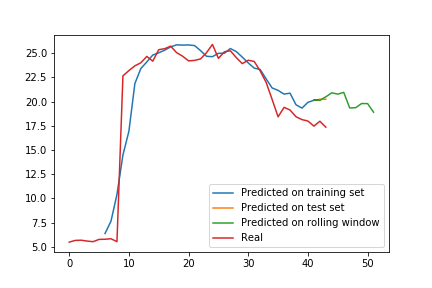 25.0
22.5
20.0
17.5
15.0
12.5
10.0
7.5
5.0
0 10 20 30 40 50
Predicted on training set
Predicted on test set
Predicted on rolling window
Real